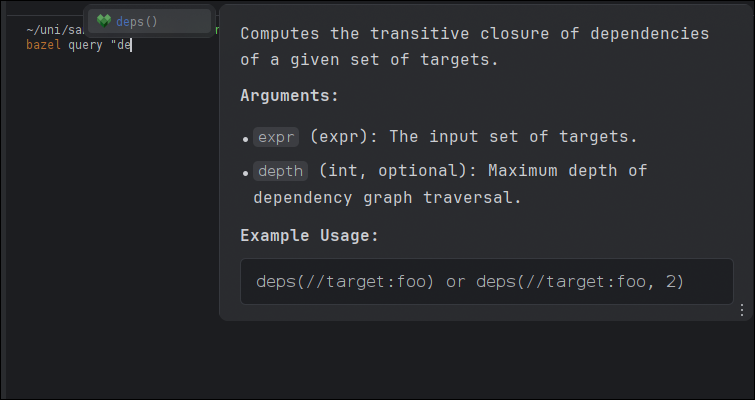 deps()
~/uni/sa
bazel query "de
Computes the transitive closure of dependencies
of a given set of targets.
Arguments:
• expr (expr): The input set of targets.
• depth (int, optional): Maximum depth of
dependency graph traversal.
Example Usage:
deps(//target:foo) or deps(//target:foo, 2)